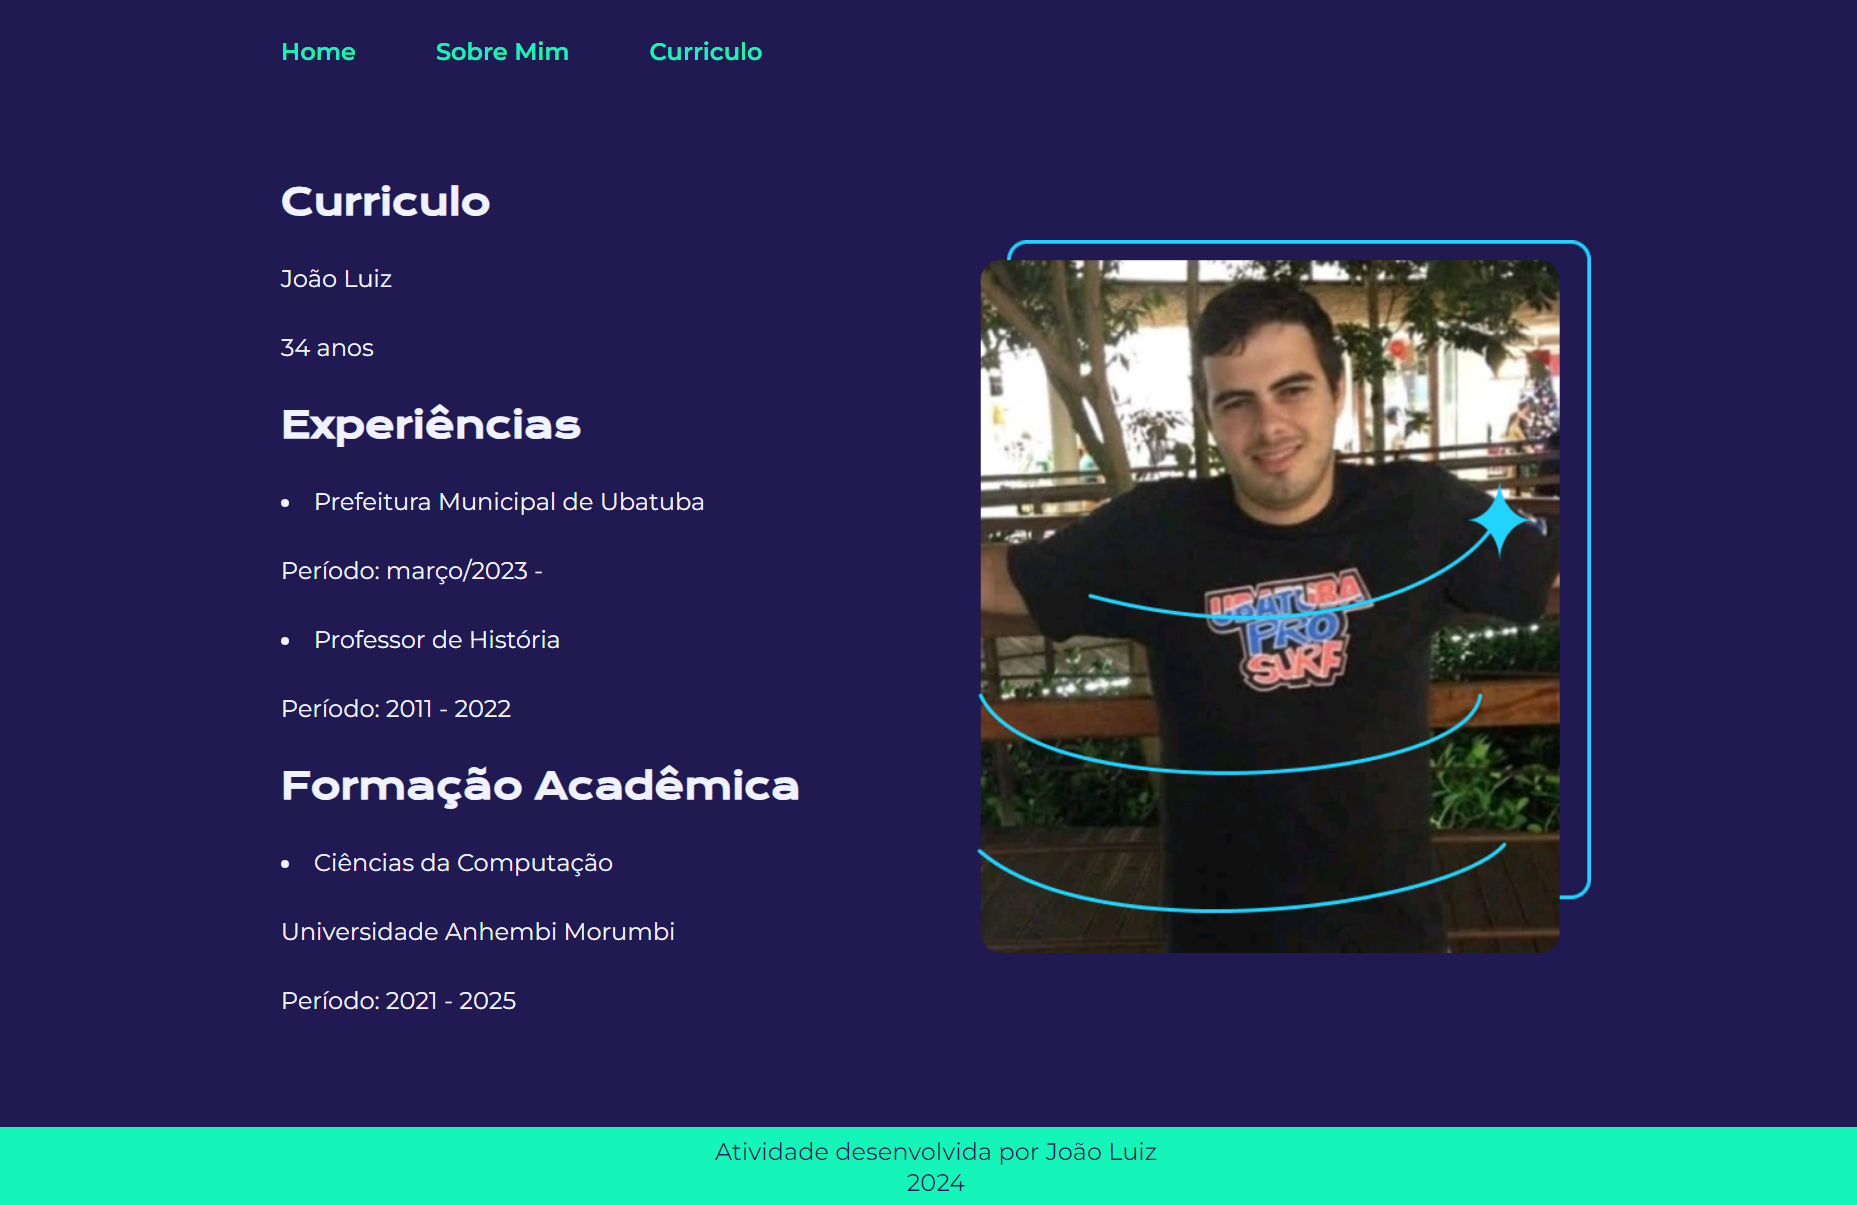 Home Sobre Mim Curriculo
Curriculo
João Luiz
34 anos
Experiências
• Prefeitura Municipal de Ubatuba
Período: março/2023 -
• Professor de História
Período: 2011 - 2022
Formação Acadêmica
• Ciências da Computação
Universidade Anhembi Morumbi
Período: 2021 - 2025
UBATUBA
PRO
SURF
Atividade desenvolvida por João Luiz
2024